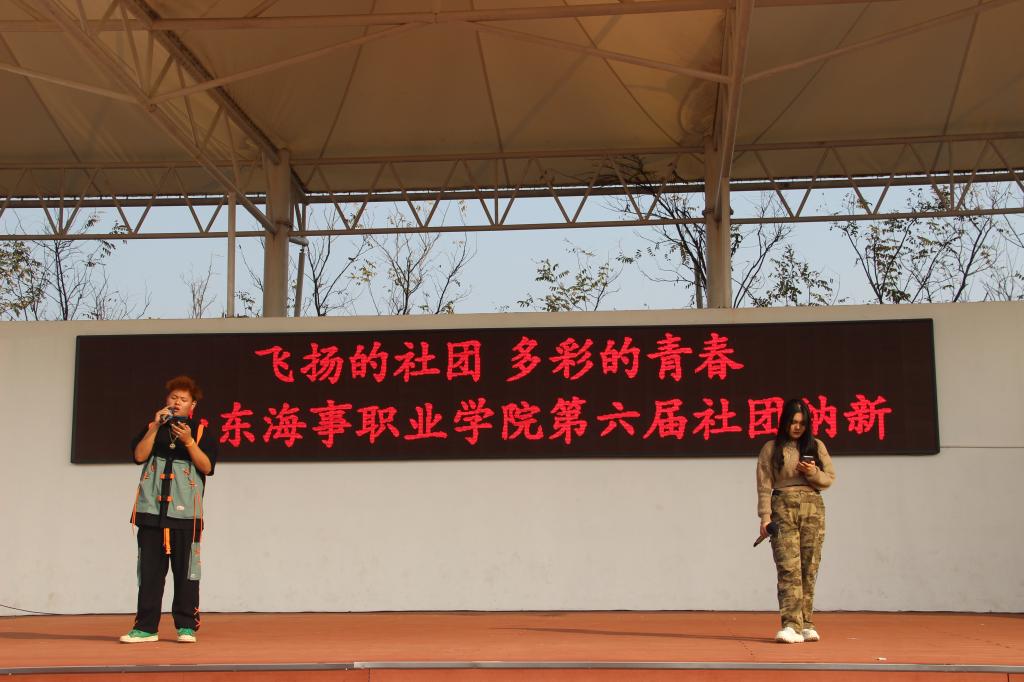 飞扬的社团 多彩的青春
东海事职业学院第六届社团纳新